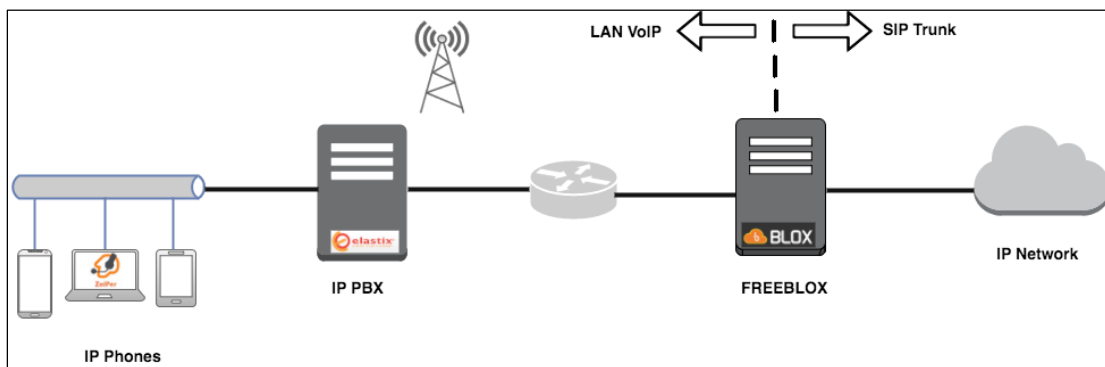 LAN VoIP
SIP Trunk
elastix
BLOX
ZoiPer
IP PBX
FREEBLOX
IP Network
IP Phones